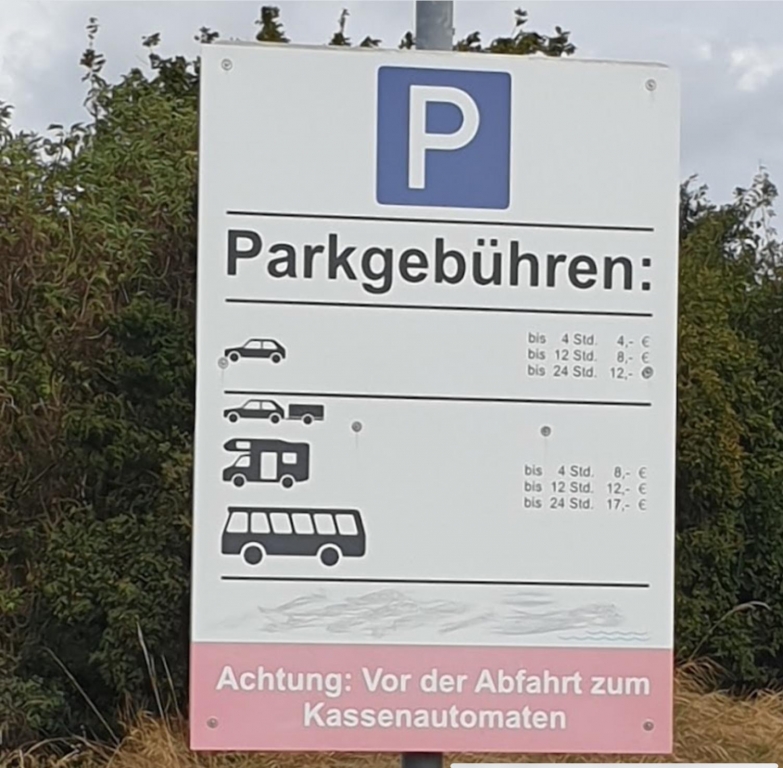 P
Parkgebühren:
bis 4 Std. 4,- €
bis 12 Std. 8,- €
bis 24 Std. 12,- €
bis 4 Std. 8,- €
bis 12 Std. 12,- €
bis 24 Std. 17,- €
Achtung: Vor der Abfahrt zum
Kassenautomaten